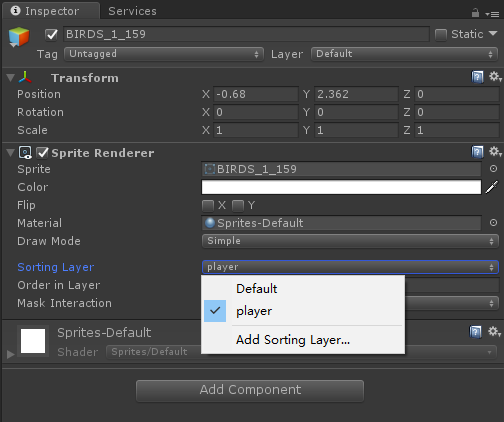 Inspector
BIRDS_1_159 Static
Tag Untagged Layer Default
Transform
Position X -0.68 Y 2.362 Z 0
Rotation X 0 Y 0 Z 0
Scale X 1 Y 1 Z 1
Sprite Renderer
Sprite BIRDS_1_159
Color
Flip X Y
Material Sprites-Default
Draw Mode Simple
Sorting Layer player
Order in Layer Default
Mask Interaction player
Add Sorting Layer...
Sprites-Default
Shader Sprites/Default
Add Component